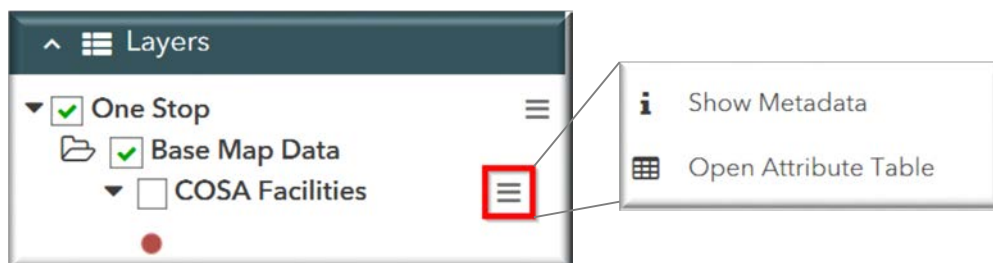 Layers
One Stop
Base Map Data
COSA Facilities
Show Metadata
Open Attribute Table